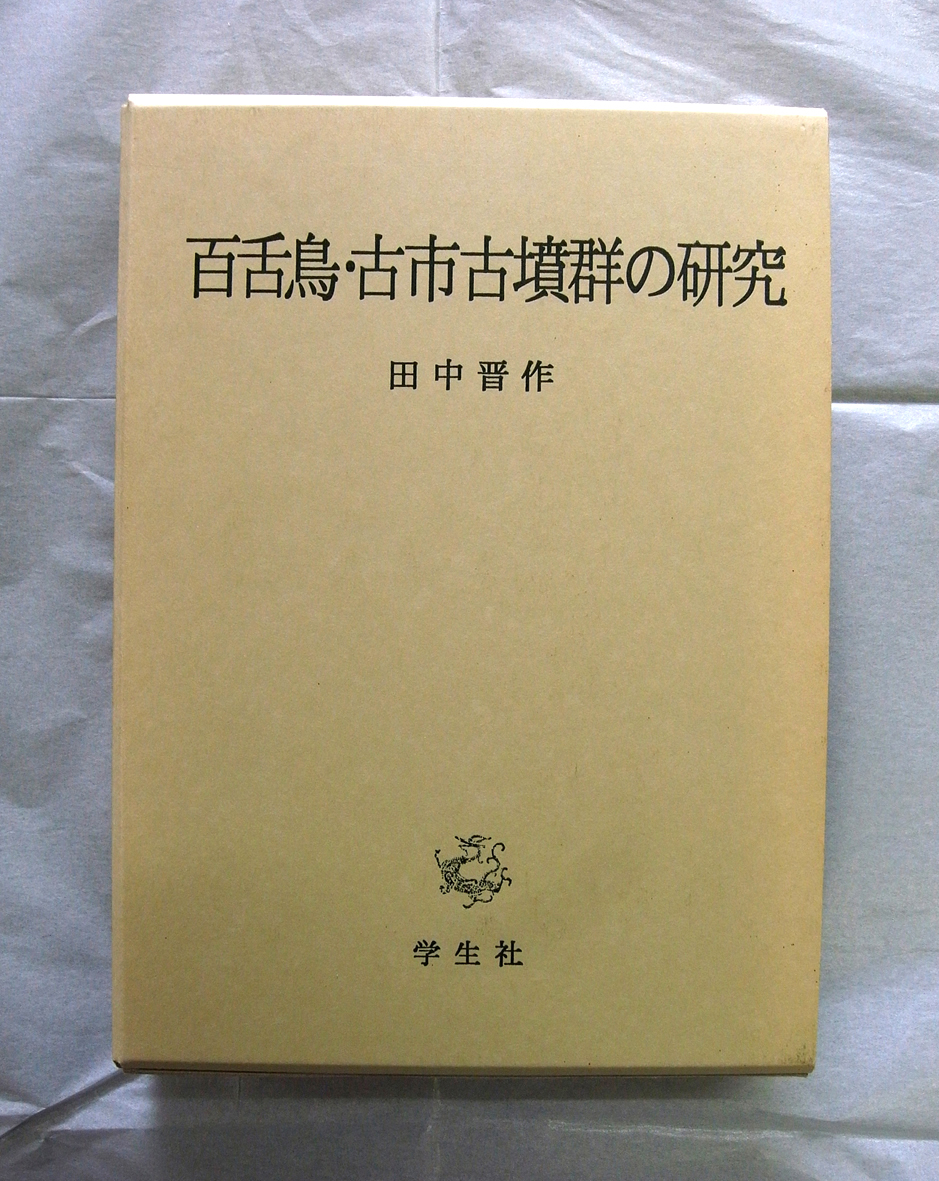 百舌鳥・古市古墳群の研究
田中晋作
学生社